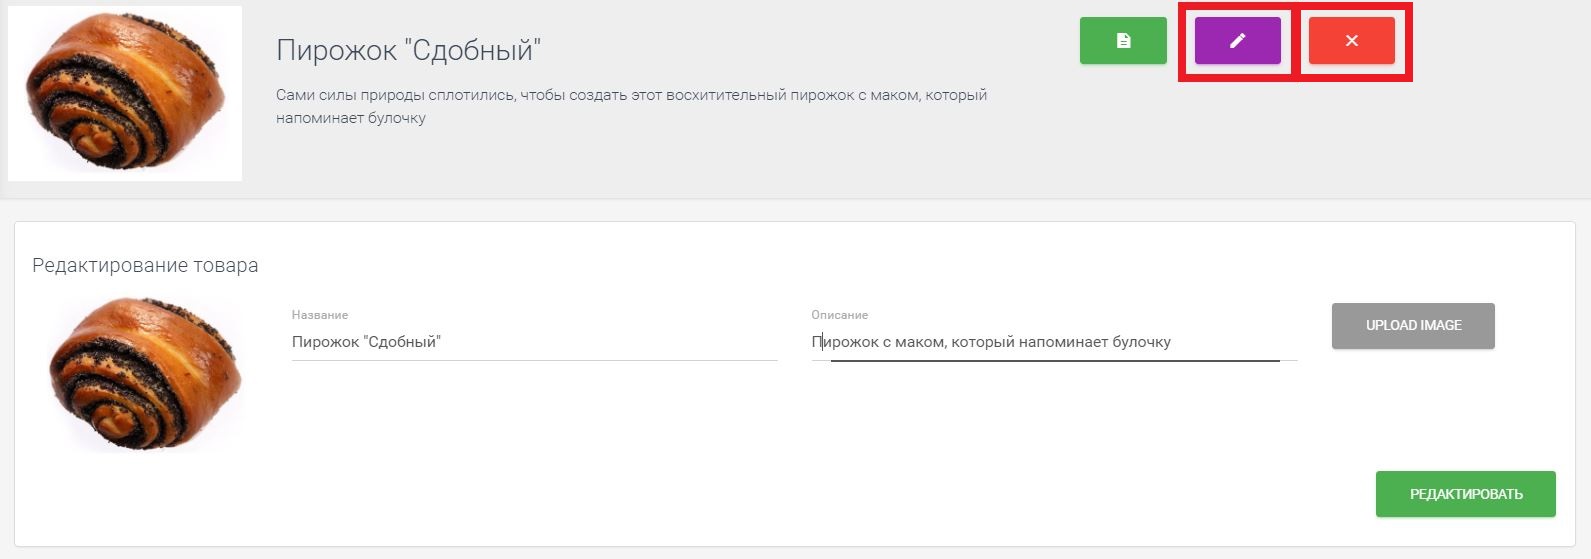 Пирожок "Сдобный"
Сами силы природы сплотились, чтобы создать этот восхитительный пирожок с маком, который
напоминает булочку
Редактирование товара
Название
Пирожок "Сдобный"
Описание
Пирожок с маком, который напоминает булочку
UPLOAD IMAGE
РЕДАКТИРОВАТЬ